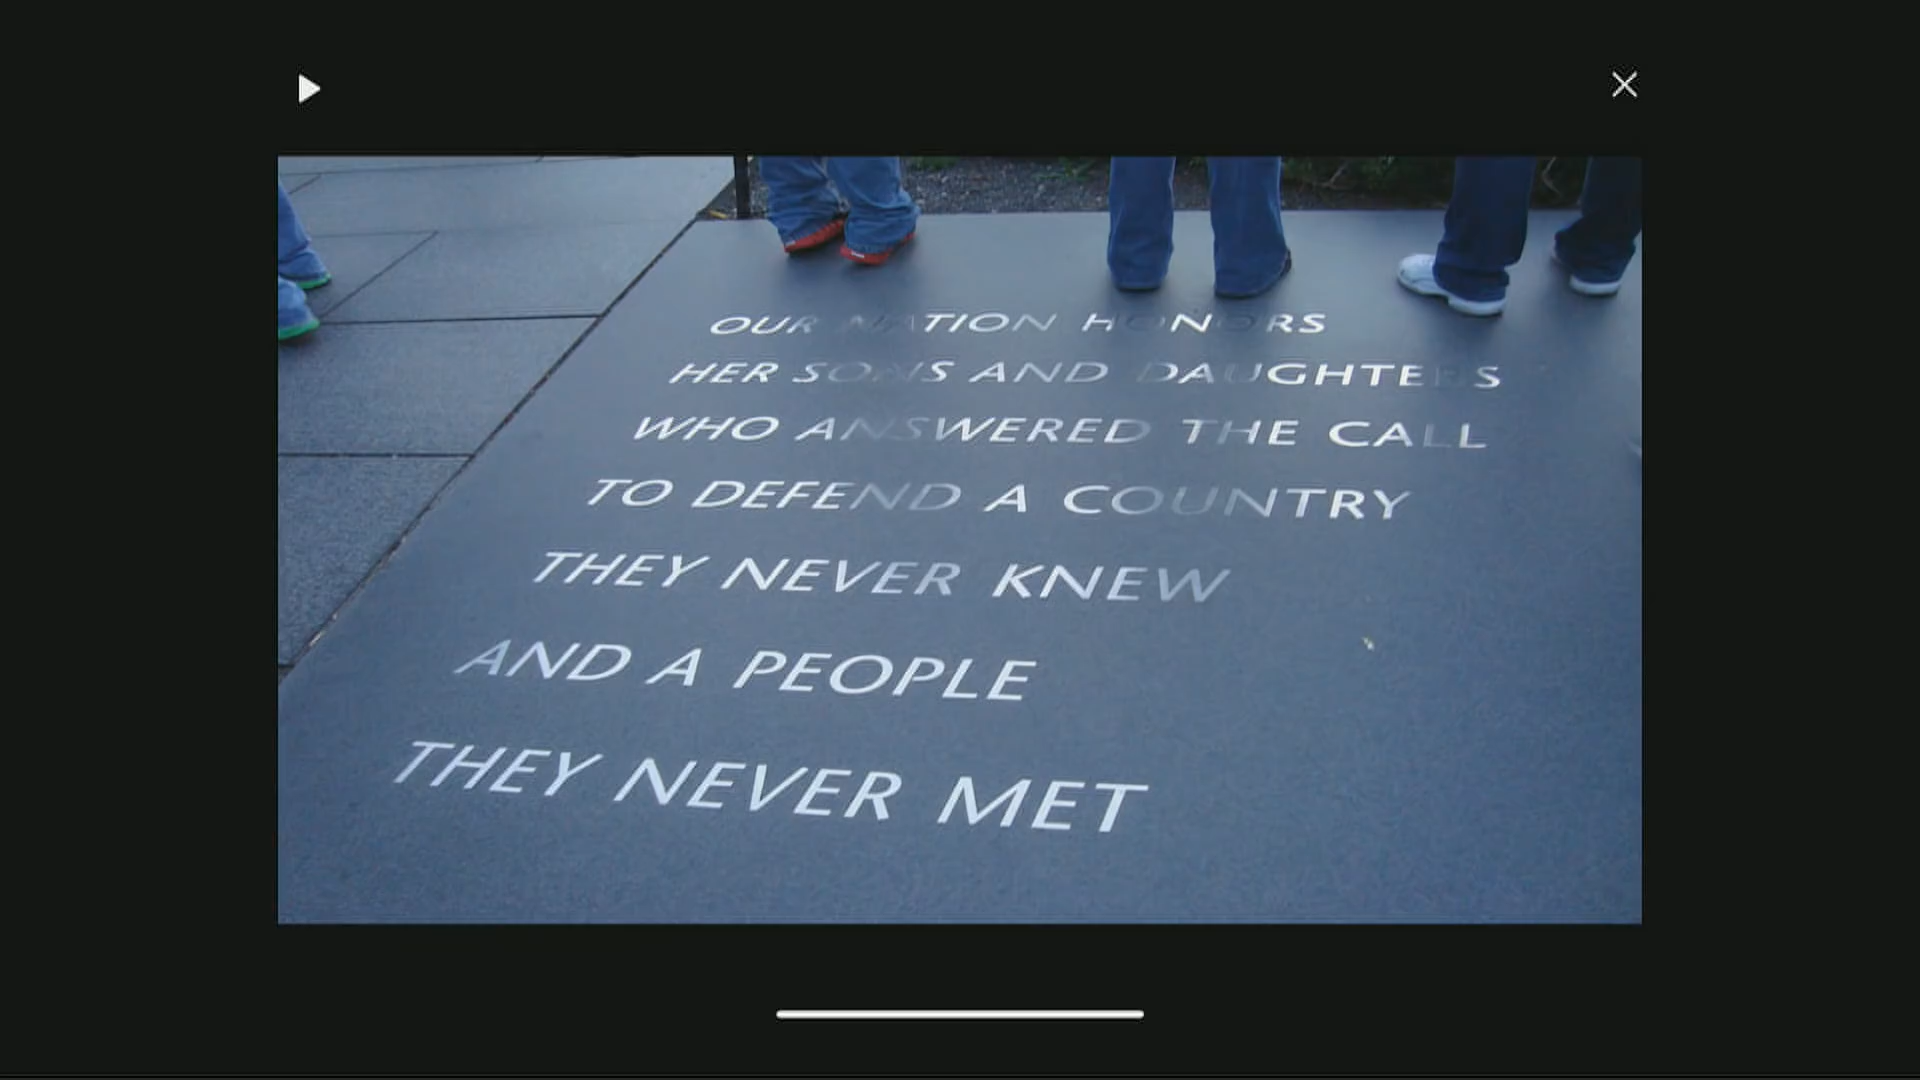 OUR NATION HONORS
HER SONS AND DAUGHTERS
WHO ANSWERED THE CALL
TO DEFEND A COUNTRY
THEY NEVER KNEW
AND A PEOPLE
THEY NEVER MET